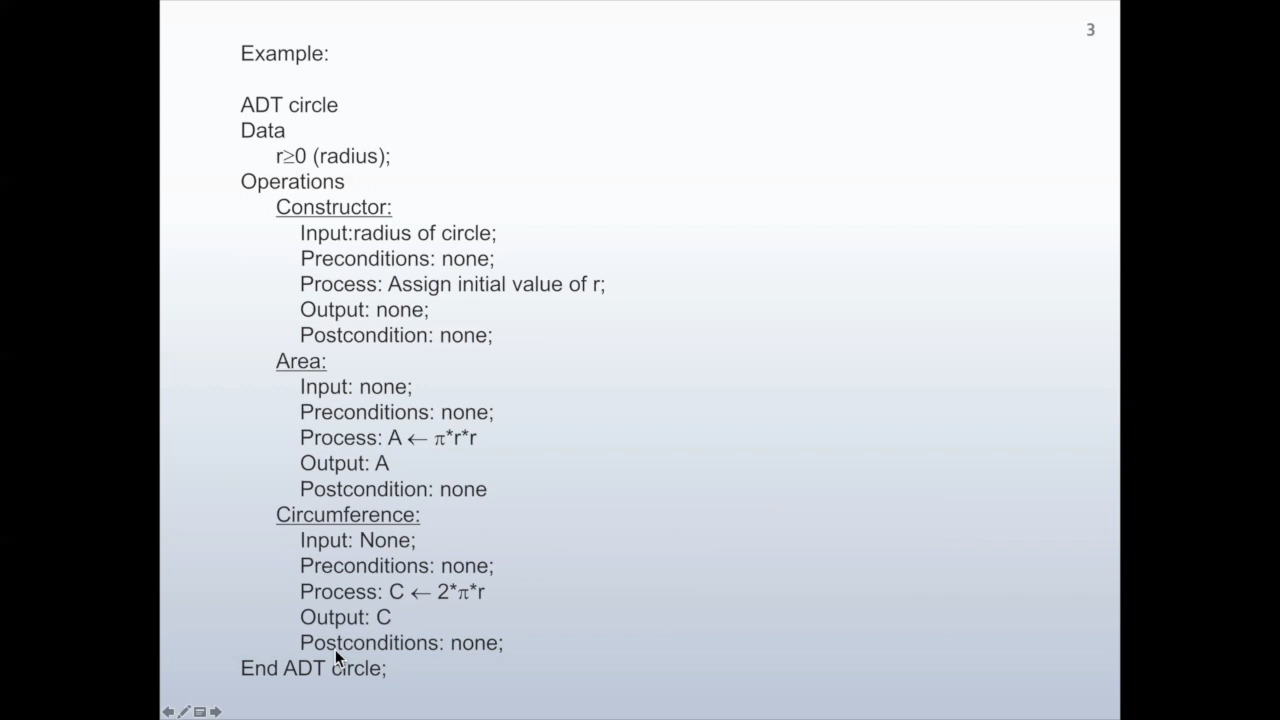 3
Example:
ADT circle
Data
r≥0 (radius);
Operations
Constructor:
Input:radius of circle;
Preconditions: none;
Process: Assign initial value of r;
Output: none;
Postcondition: none;
Area:
Input: none;
Preconditions: none;
Process: A ← π*r*r
Output: A
Postcondition: none
Circumference:
Input: None;
Preconditions: none;
Process: C ← 2*π*r
Output: C
Postconditions: none;
End ADT circle;